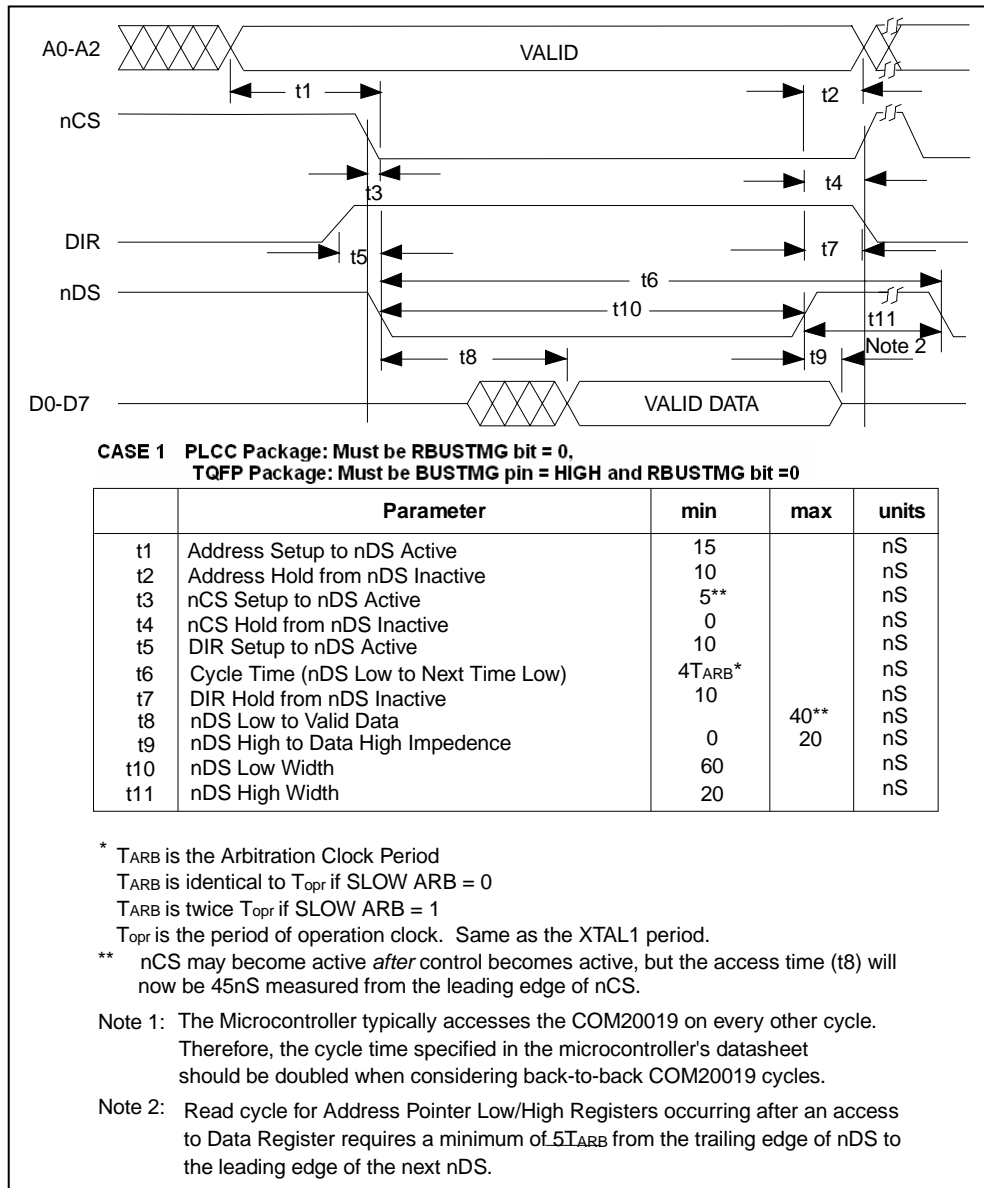 A0-A2
VALID
t1
t2
nCS
t3
t4
DIR
t5
t7
t6
nDS
t10
t11
Note 2
t8
t9
D0-D7
VALID DATA
CASE 1 PLCC Package: Must be RBUSTMG bit = 0,
TQFP Package: Must be BUSTMG pin = HIGH and RBUSTMG bit =0
Parameter min max units
t1 Address Setup to nDS Active 15 nS
t2 Address Hold from nDS Inactive 10 nS
t3 nCS Setup to nDS Active 5** nS
t4 nCS Hold from nDS Inactive 0 nS
t5 DIR Setup to nDS Active 10 nS
t6 Cycle Time (nDS Low to Next Time Low) 4TARB* nS
t7 DIR Hold from nDS Inactive 10 nS
t8 nDS Low to Valid Data 40** nS
t9 nDS High to Data High Impedence 0 20 nS
t10 nDS Low Width 60 nS
t11 nDS High Width 20 nS
* TARB is the Arbitration Clock Period
TARB is identical to Topr if SLOW ARB = 0
TARB is twice Topr if SLOW ARB = 1
Topr is the period of operation clock. Same as the XTAL1 period.
** nCS may become active after control becomes active, but the access time (t8) will
now be 45nS measured from the leading edge of nCS.
Note 1: The Microcontroller typically accesses the COM20019 on every other cycle.
Therefore, the cycle time specified in the microcontroller's datasheet
should be doubled when considering back-to-back COM20019 cycles.
Note 2: Read cycle for Address Pointer Low/High Registers occurring after an access
to Data Register requires a minimum of 5TARB from the trailing edge of nDS to
the leading edge of the next nDS.